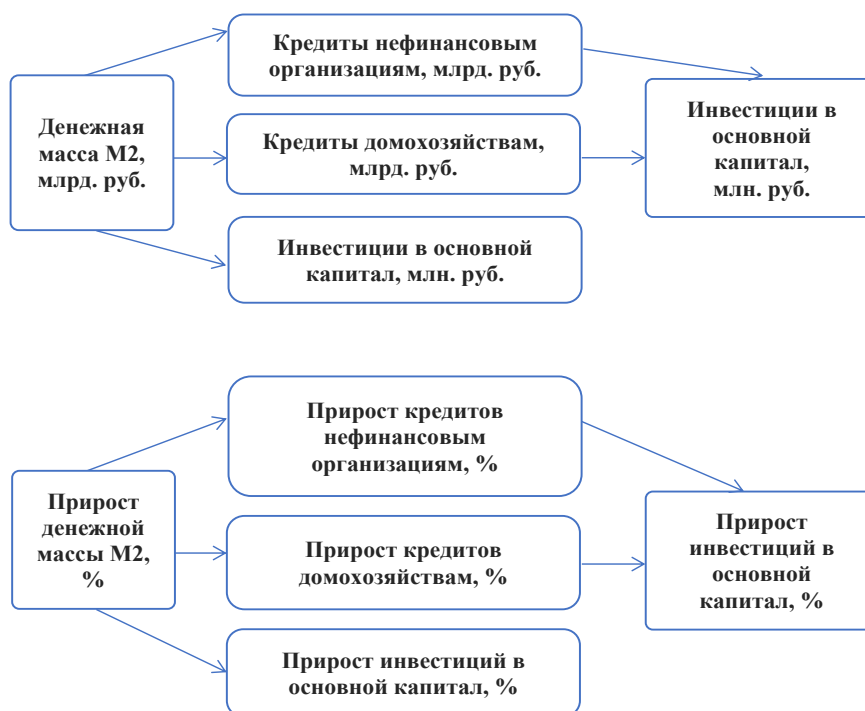 Кредиты нефинансовым
организациям, млрд. руб.
Денежная
масса М2,
млрд. руб.
Кредиты домохозяйствам,
млрд. руб.
Инвестиции в основной
капитал, млн. руб.
Инвестиции в
основной
капитал,
млн. руб.
Прирост кредитов
нефинансовым
организациям, %
Прирост
денежной
массы М2,
%
Прирост кредитов
домохозяйствам, %
Прирост инвестиций в
основной капитал, %
Прирост
инвестиций в
основной
капитал, %